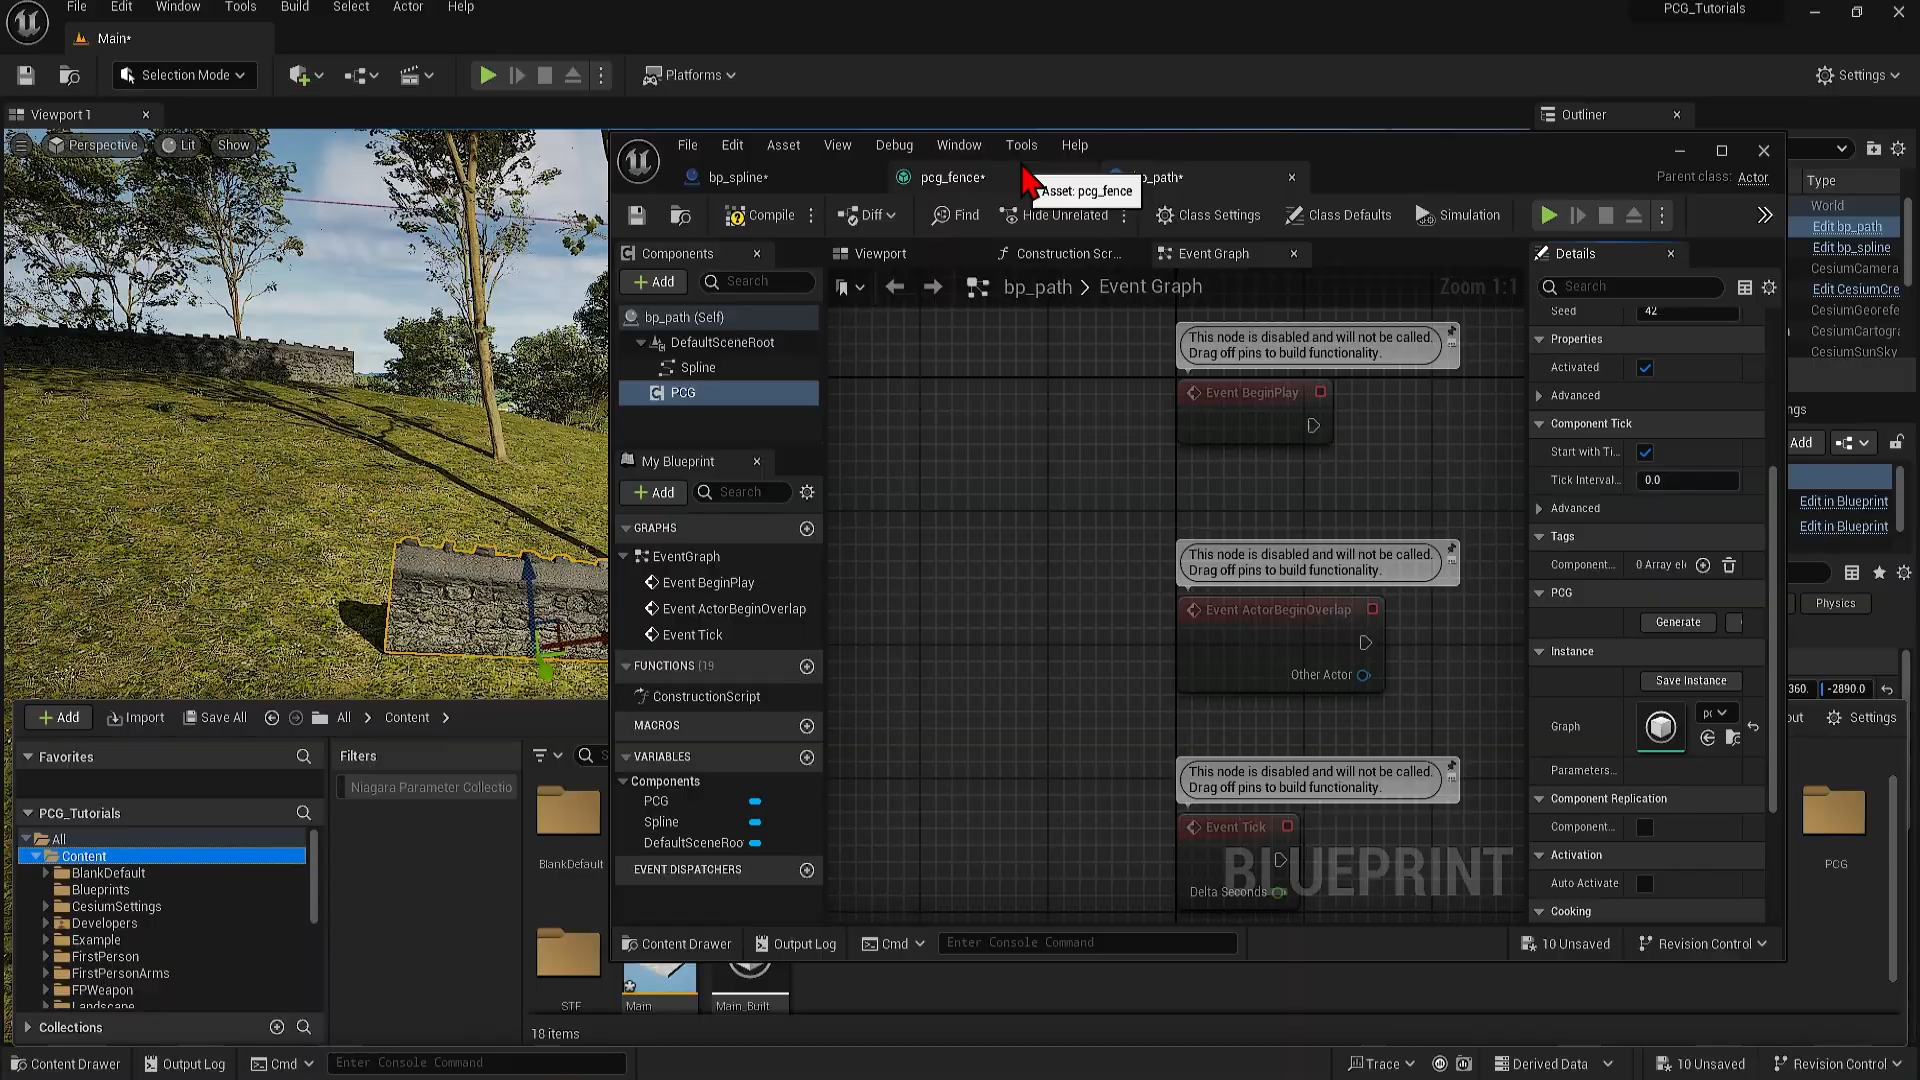 File Edit Window Tools Build Select Actor Help
PCG_Tutorials
Main*
Selection Mode
Platforms
Settings
Viewport 1
Outliner
Perspective
Lit
Show
File Edit Asset View Debug Window Tools Help
bp_spline*
pcg_fence*
Asset: pcg_fence
Parent class: Actor
Type
World
Edit bp_path
Edit bp_spline
CesiumCamera
Edit CesiumCre
CesiumGeorefe
CesiumCartogra
CesiumSunSky
Compile
Diff
Find
Hide Unrelated
Class Settings
Class Defaults
Simulation
Components
Viewport
Construction Scr...
Event Graph
Details
Add
Search
bp_path > Event Graph
Zoom 1:1
Search
bp_path (Self)
DefaultSceneRoot
Spline
PCG
This node is disabled and will not be called.
Drag off pins to build functionality.
Event BeginPlay
This node is disabled and will not be called.
Drag off pins to build functionality.
Event ActorBeginOverlap
Other Actor
This node is disabled and will not be called.
Drag off pins to build functionality.
Event Tick
Delta Seconds
BLUEPRINT
My Blueprint
Add
Search
GRAPHS
EventGraph
Event BeginPlay
Event ActorBeginOverlap
Event Tick
FUNCTIONS (19
ConstructionScript
MACROS
VARIABLES
Components
PCG
Spline
DefaultSceneRoo
EVENT DISPATCHERS
Seed
42
Properties
Activated
Advanced
Component Tick
Start with Ti...
Tick Interval...
0.0
Advanced
Tags
Component...
0 Array el
PCG
Generate
Instance
Save Instance
Graph
Parameters...
Component Replication
Component...
Activation
Auto Activate
Cooking
Add
Edit in Blueprint
Edit in Blueprint
Physics
360.
-2890.0
Settings
Content Drawer
Output Log
Cmd
Enter Console Command
10 Unsaved
Revision Control
Add
Import
Save All
All > Content >
Favorites
Filters
Niagara Parameter Collectio
PCG_Tutorials
All
Content
BlankDefault
Blueprints
CesiumSettings
Developers
Example
FirstPerson
FirstPersonArms
FPWeapon
Landscape
Collections
BlankDefault
STF
Main
Main_Built
PCG
18 items
Content Drawer
Output Log
Cmd
Enter Console Command
Trace
Derived Data
10 Unsaved
Revision Control